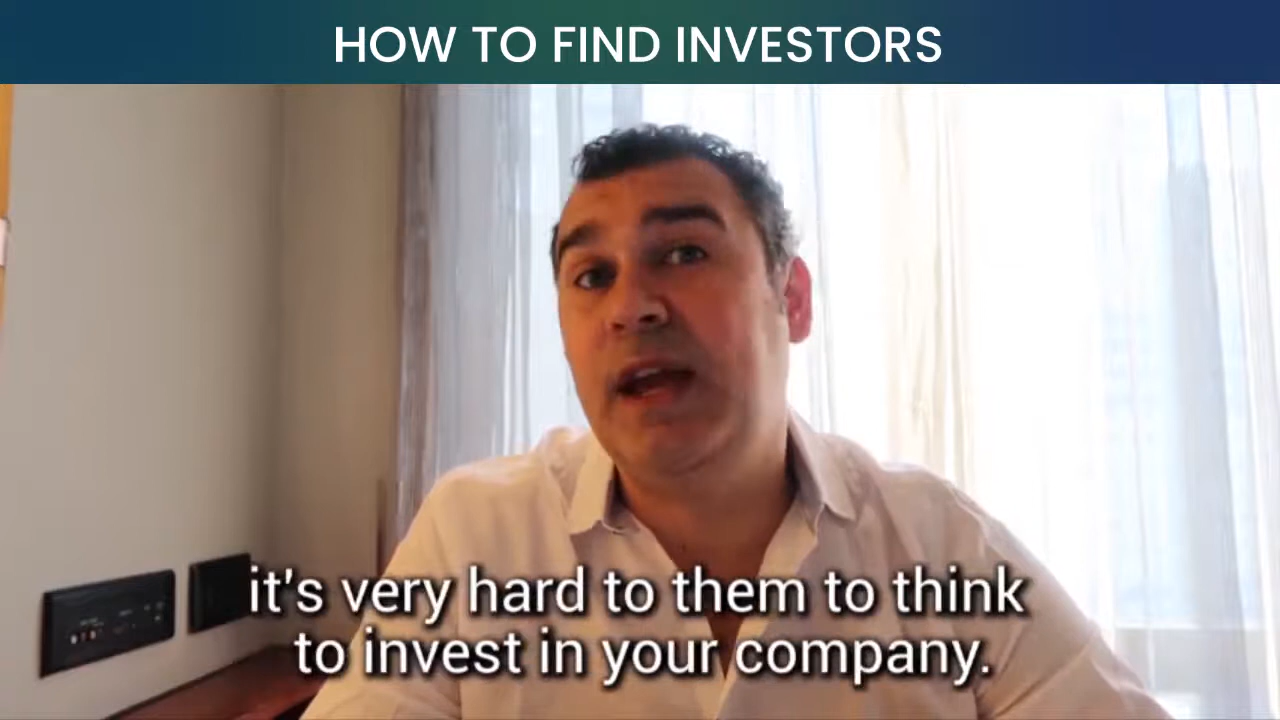 HOW TO FIND INVESTORS
it's very hard to them to think
to invest in your company.